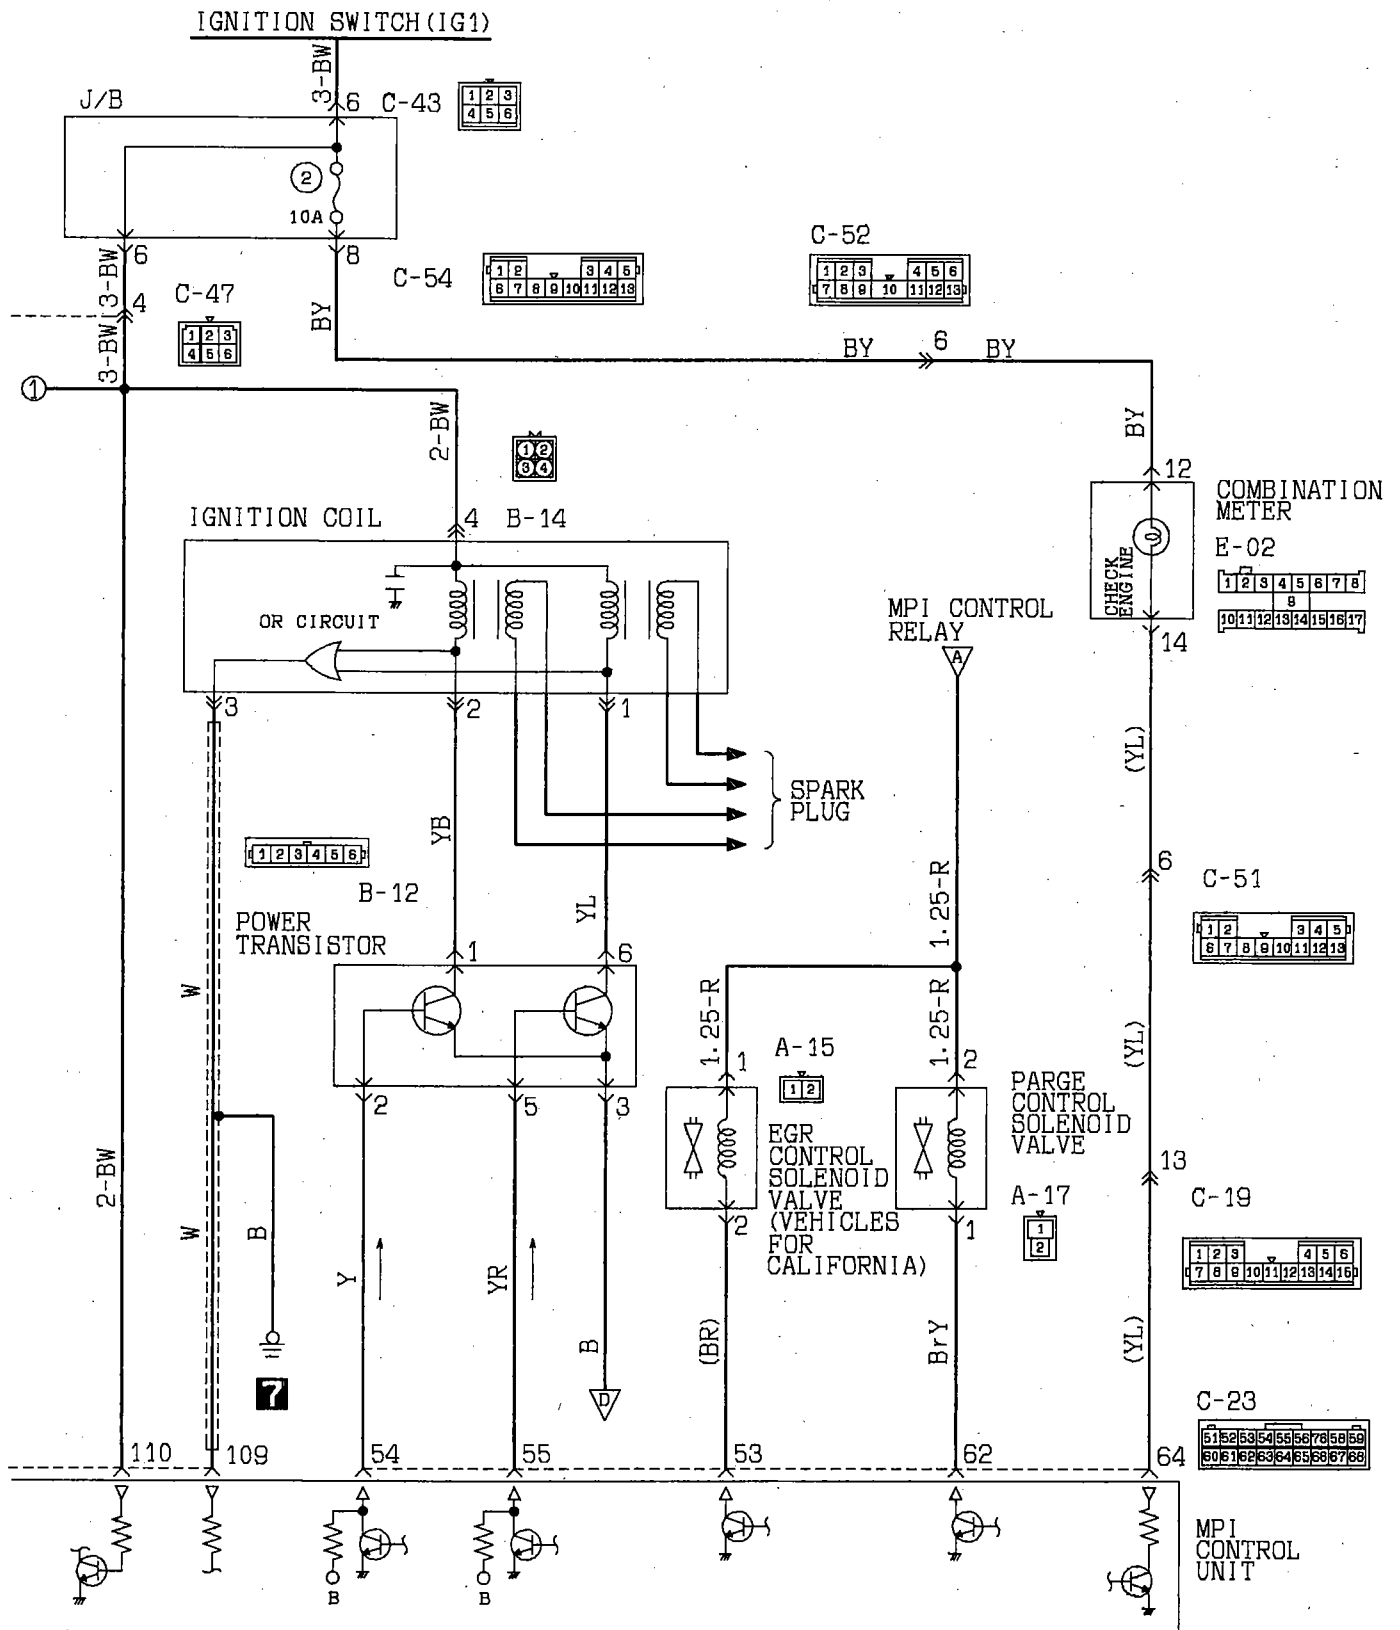 IGNITION SWITCH(IG1)
3-BW
6
C-43
1 2 3
4 5 6
J/B
2
10A
6
8
3-BW
C-54
1 2 3 4 5
6 7 8 9 10 11 12 13
C-52
1 2 3 4 5 6
7 8 9 10 11 12 13
C-47
4
1 2 3
4 5 6
3-BW
BY
BY
6
BY
1
2-BW
1 2
3 4
BY
12
COMBINATION
METER
E-02
1 2 3 4 5 6 7 8
9
10 11 12 13 14 15 16 17
CHECK
ENGINE
14
IGNITION COIL
4
B-14
OR CIRCUIT
MPI CONTROL
RELAY
A
3
2
1
SPARK
PLUG
(YL)
YB
1 2 3 4 5 6
B-12
YL
1.25-R
6
C-51
1 2 3 4 5
6 7 8 9 10 11 12 13
POWER
TRANSISTOR
1
6
W
1.25-R
1.25-R
(YL)
2
5
3
1
A-15
1 2
2
PARGE
CONTROL
SOLENOID
VALVE
EGR
CONTROL
SOLENOID
VALVE
(VEHICLES
FOR
CALIFORNIA)
2
1
A-17
1
2
13
C-19
1 2 3 4 5 6
7 8 9 10 11 12 13 14 15
2-BW
W
B
Y
YR
B
(BR)
BrY
(YL)
7
D
C-23
51 52 53 54 55 56 76 58 59
60 61 62 63 64 65 66 67 68
110
109
54
55
53
62
64
B
B
MPI
CONTROL
UNIT